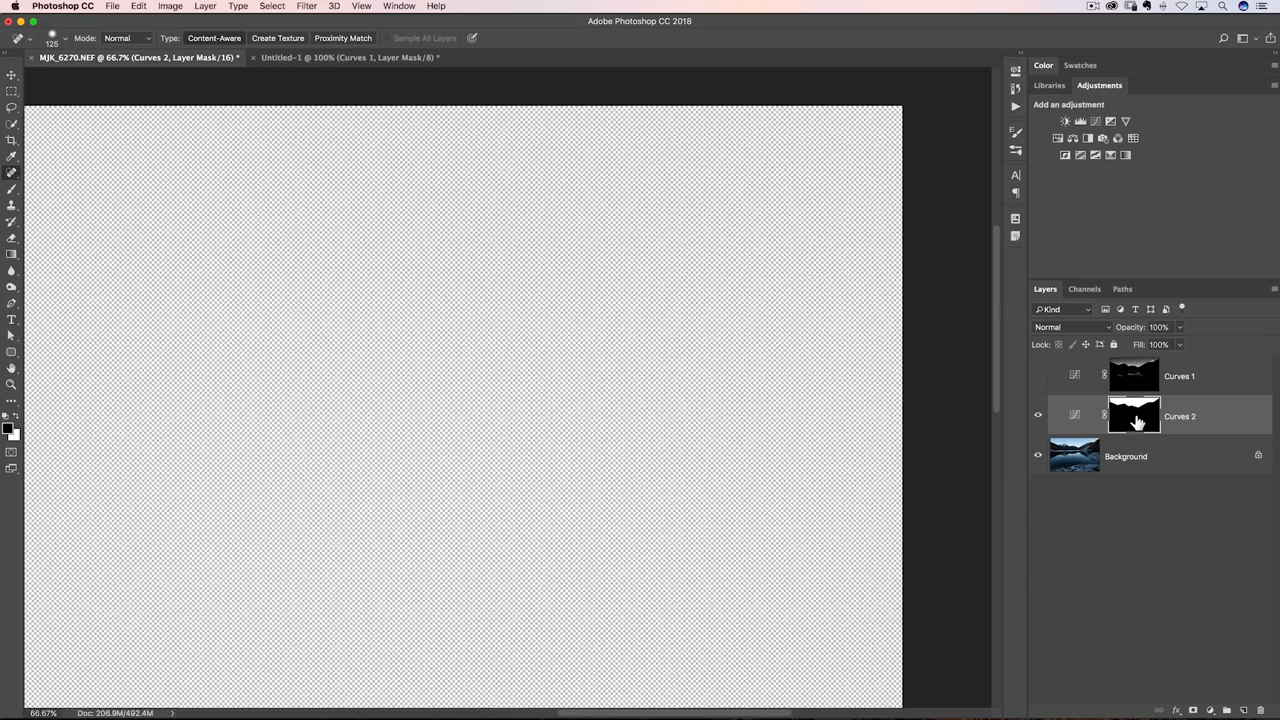 Photoshop CC File Edit Image Layer Type Select Filter 3D View Window Help
Adobe Photoshop CC 2018
125 Mode: Normal Type: Content-Aware Create Texture Proximity Match Sample All Layers
MJK_6270.NEF @ 66.7% (Curves 2, Layer Mask/16) * Untitled-1 @ 100% (Curves 1, Layer Mask/8) *
Color Swatches
Libraries Adjustments
Add an adjustment
Layers Channels Paths
Kind
Normal Opacity: 100%
Lock: Fill: 100%
Curves 1
Curves 2
Background
66.67% Doc: 206.9M/492.4M